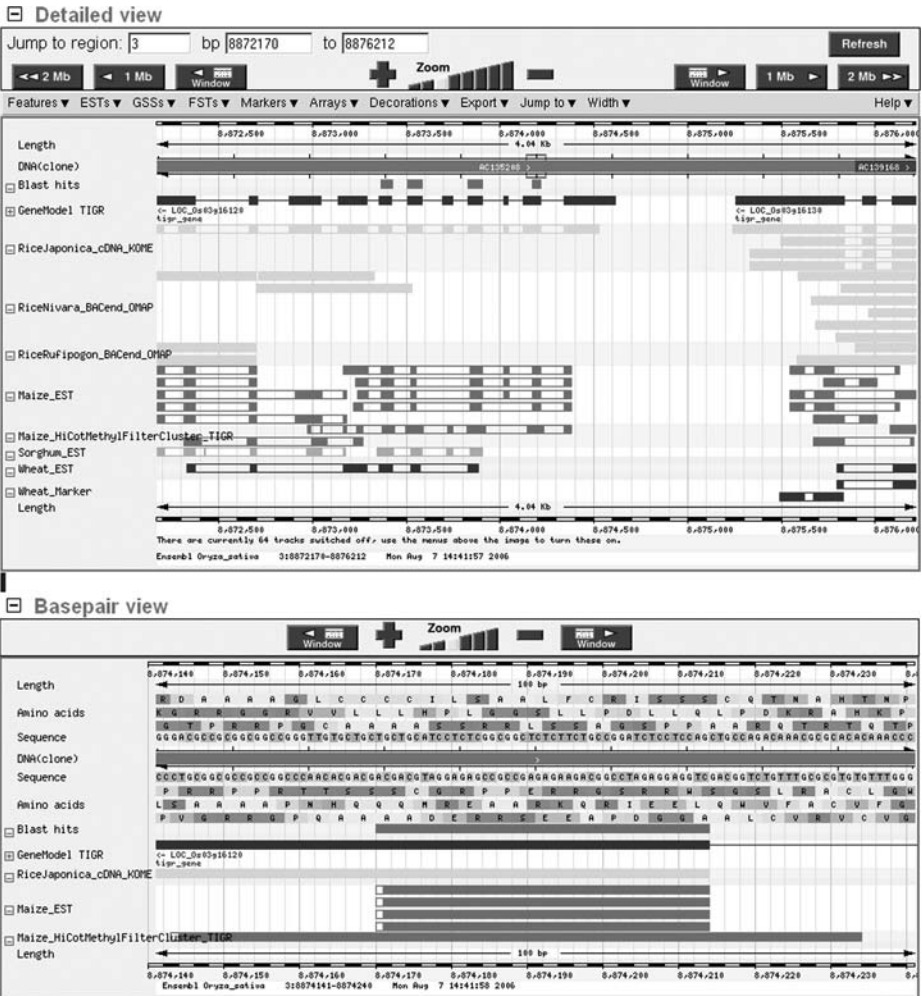 Detailed view
Jump to region: 3 bp 8872170 to 8876212 Refresh
◄◄ 2 Mb ◄ 1 Mb ◄ Window Zoom Window ► 1 Mb ► 2 Mb ►►
Features ▼ ESTs ▼ GSSs ▼ FSTs ▼ Markers ▼ Arrays ▼ Decorations ▼ Export ▼ Jump to ▼ Width ▼ Help ▼
8,872,500 8,873,000 8,873,500 8,874,000 8,874,500 8,875,000 8,875,500 8,876,000
Length 4.04 Kb
DNA(clone) AC135208 > AC139168 >
Blast hits
GeneModel TIGR <- LOC_Os03g16120 <- LOC_Os03g16130
tigr_gene tigr_gene
RiceJaponica_cDNA_KOME
RiceNivara_BACend_OMAP
RiceRufipogon_BACend_OMAP
Maize_EST
Maize_HiCotMethylFilterCluster_TIGR
Sorghum_EST
Wheat_EST
Wheat_Marker
Length 4.04 Kb
8,872,500 8,873,000 8,873,500 8,874,000 8,874,500 8,875,000 8,875,500 8,876,000
There are currently 64 tracks switched off, use the menus above the image to turn these on.
Ensembl Oryza_sativa 3:8872170-8876212 Mon Aug 7 14:41:57 2006
Basepair view
◄ Window Zoom Window ►
8,874,140 8,874,150 8,874,160 8,874,170 8,874,180 8,874,190 8,874,200 8,874,210 8,874,220 8,874,230
Length 100 bp
Amino acids
Sequence
DNA(clone)
Sequence
Amino acids
Blast hits
GeneModel TIGR <- LOC_Os03g16120
tigr_gene
RiceJaponica_cDNA_KOME
Maize_EST
Maize_HiCotMethylFilterCluster_TIGR
Length 100 bp
8,874,140 8,874,150 8,874,160 8,874,170 8,874,180 8,874,190 8,874,200 8,874,210 8,874,220 8,874,230
Ensembl Oryza_sativa 3:8874141-8874240 Mon Aug 7 14:41:58 2006